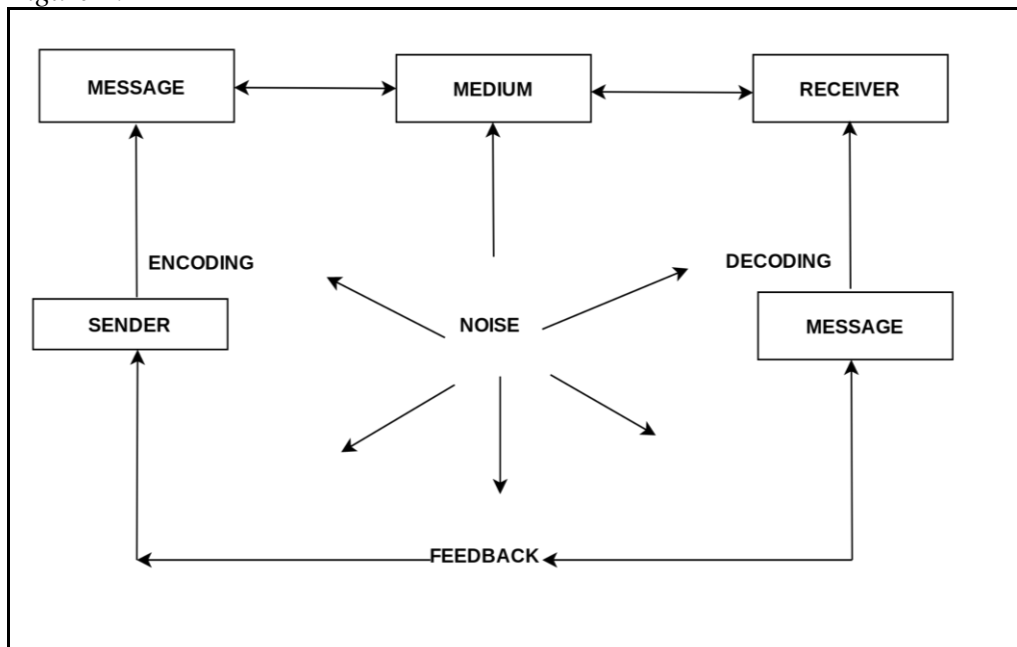 MESSAGE
MEDIUM
RECEIVER
ENCODING
DECODING
SENDER
NOISE
MESSAGE
FEEDBACK